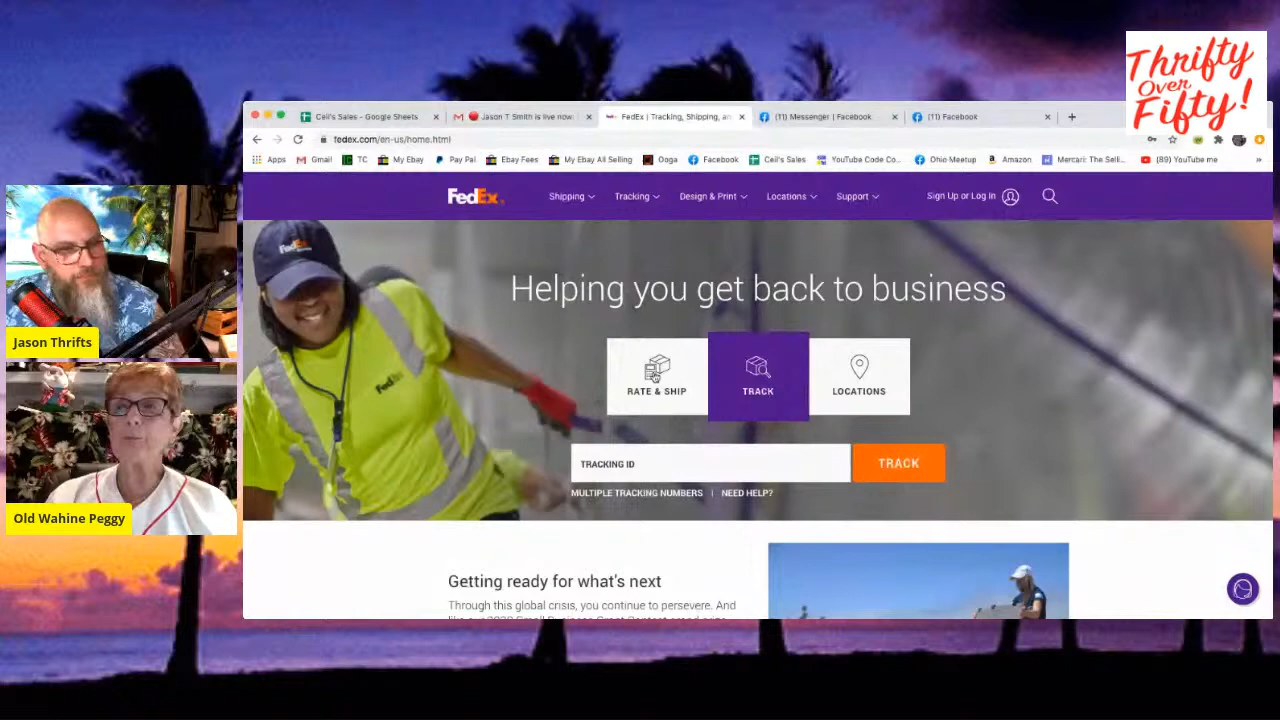 Thrifty
Over
Fifty!
Ceil's Sales - Google Sheets
Jason T Smith is live now:
FedEx | Tracking, Shipping, an
(11) Messenger | Facebook
(11) Facebook
fedex.com/en-us/home.html
Apps
Gmail
TC
My Ebay
Pay Pal
Ebay Fees
My Ebay All Selling
Ooga
Facebook
Ceil's Sales
YouTube Code Co...
Ohio Meetup
Amazon
Mercari: The Selli...
(89) YouTube me
FedEx
Shipping
Tracking
Design & Print
Locations
Support
Sign Up or Log In
FedEx
FedEx
Helping you get back to business
RATE & SHIP
TRACK
LOCATIONS
TRACKING ID
TRACK
MULTIPLE TRACKING NUMBERS | NEED HELP?
Getting ready for what's next
Through this global crisis, you continue to persevere. And
Jason Thrifts
Old Wahine Peggy